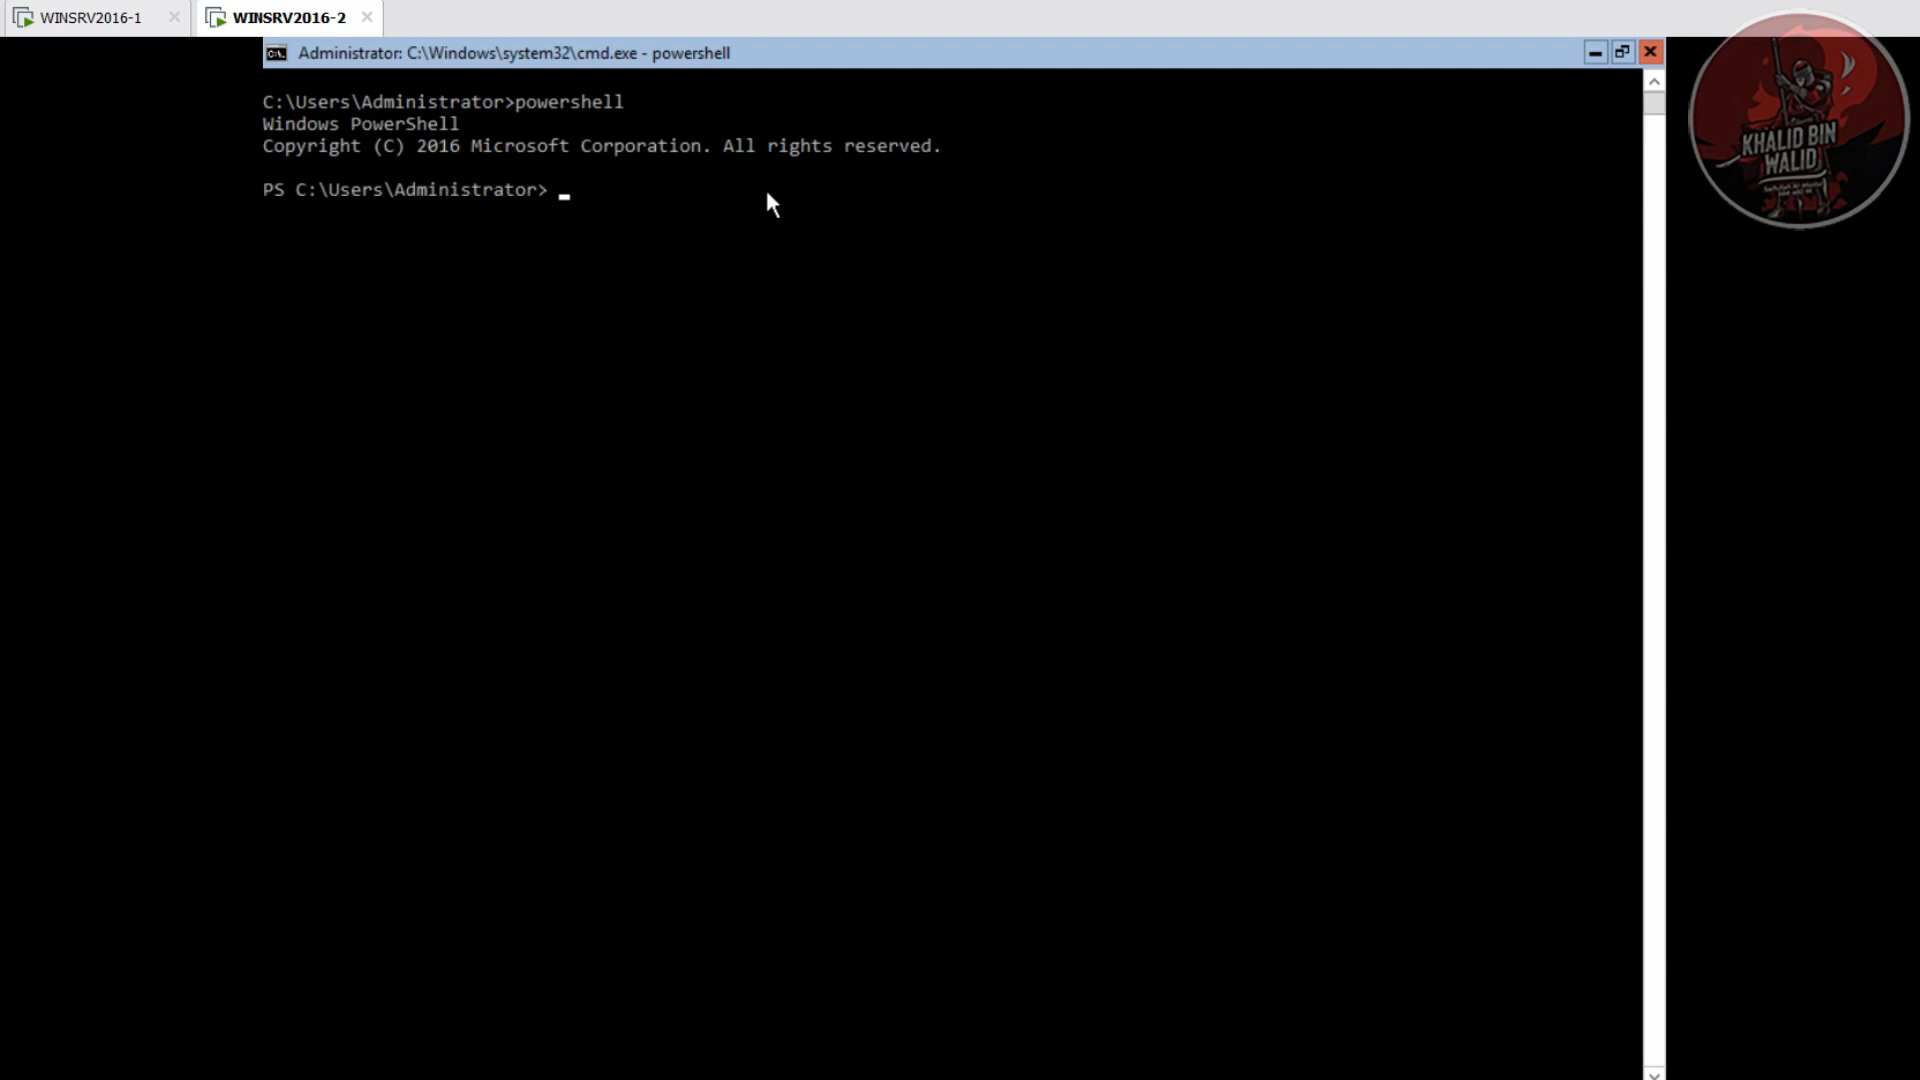 WINSRV2016-1
WINSRV2016-2
Administrator: C:\Windows\system32\cmd.exe - powershell
C:\Users\Administrator>powershell
Windows PowerShell
Copyright (C) 2016 Microsoft Corporation. All rights reserved.
PS C:\Users\Administrator>
KHALID BIN
WALID